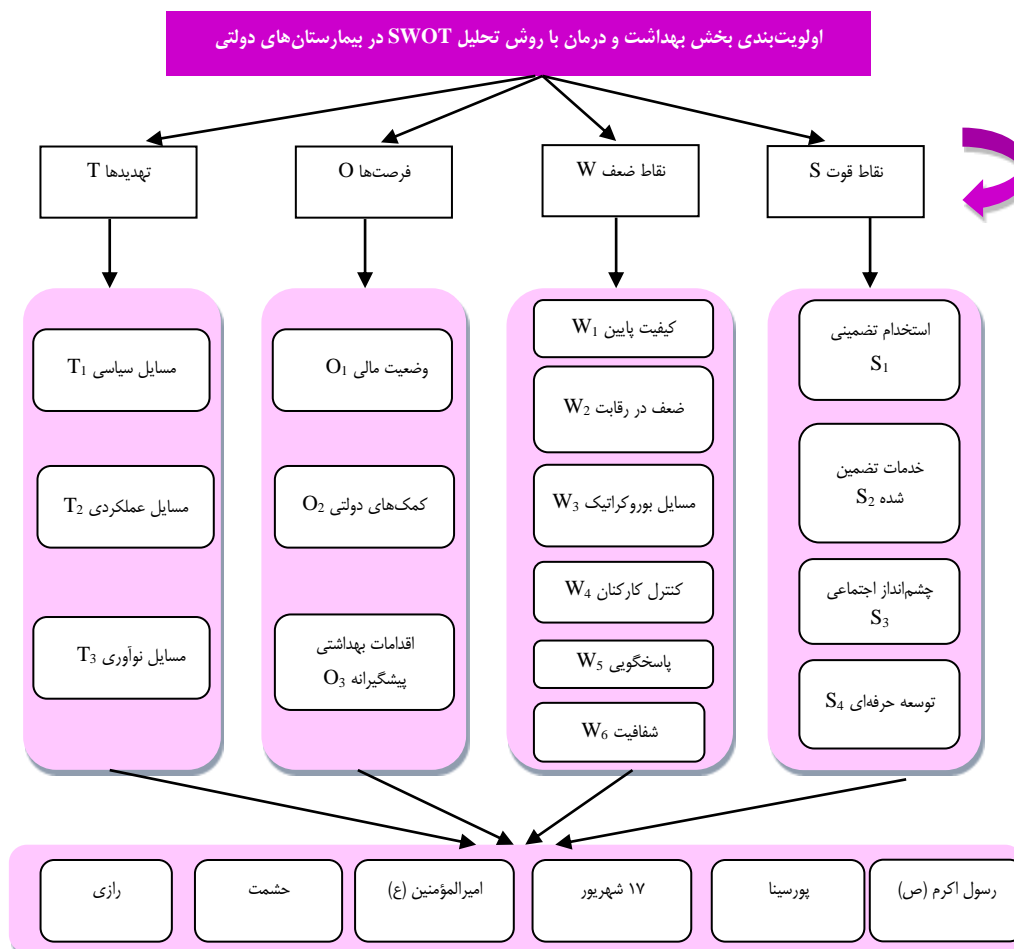 اولویت‌بندی بخش بهداشت و درمان با روش تحلیل SWOT در بیمارستان‌های دولتی
نقاط قوت S
نقاط ضعف W
فرصت‌ها O
تهدیدها T
استخدام تضمینی
S1
خدمات تضمین
شده S2
چشم‌انداز اجتماعی
S3
توسعه حرفه‌ای S4
کیفیت پایین W1
ضعف در رقابت W2
مسایل بوروکراتیک W3
کنترل کارکنان W4
پاسخگویی W5
شفافیت W6
وضعیت مالی O1
کمک‌های دولتی O2
اقدامات بهداشتی
پیشگیرانه O3
مسایل سیاسی T1
مسایل عملکردی T2
مسایل نوآوری T3
رسول اکرم (ص)
پورسینا
۱۷ شهریور
امیرالمؤمنین (ع)
حشمت
رازی